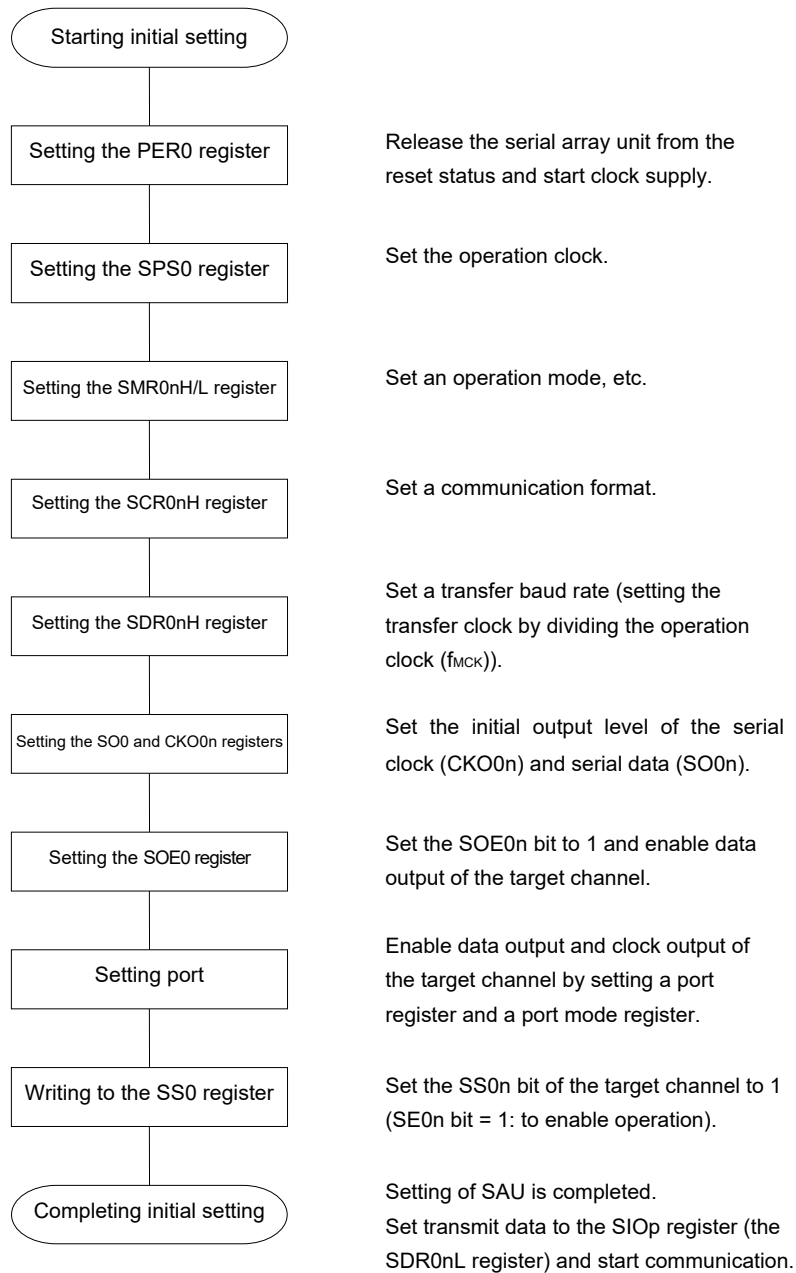 Starting initial setting
Setting the PER0 register
Release the serial array unit from the
reset status and start clock supply.
Setting the SPS0 register
Set the operation clock.
Setting the SMR0nH/L register
Set an operation mode, etc.
Setting the SCR0nH register
Set a communication format.
Setting the SDR0nH register
Set a transfer baud rate (setting the
transfer clock by dividing the operation
clock (fMCK)).
Setting the SO0 and CKO0n registers
Set the initial output level of the serial
clock (CKO0n) and serial data (SO0n).
Setting the SOE0 register
Set the SOE0n bit to 1 and enable data
output of the target channel.
Setting port
Enable data output and clock output of
the target channel by setting a port
register and a port mode register.
Writing to the SS0 register
Set the SS0n bit of the target channel to 1
(SE0n bit = 1: to enable operation).
Completing initial setting
Setting of SAU is completed.
Set transmit data to the SIOp register (the
SDR0nL register) and start communication.